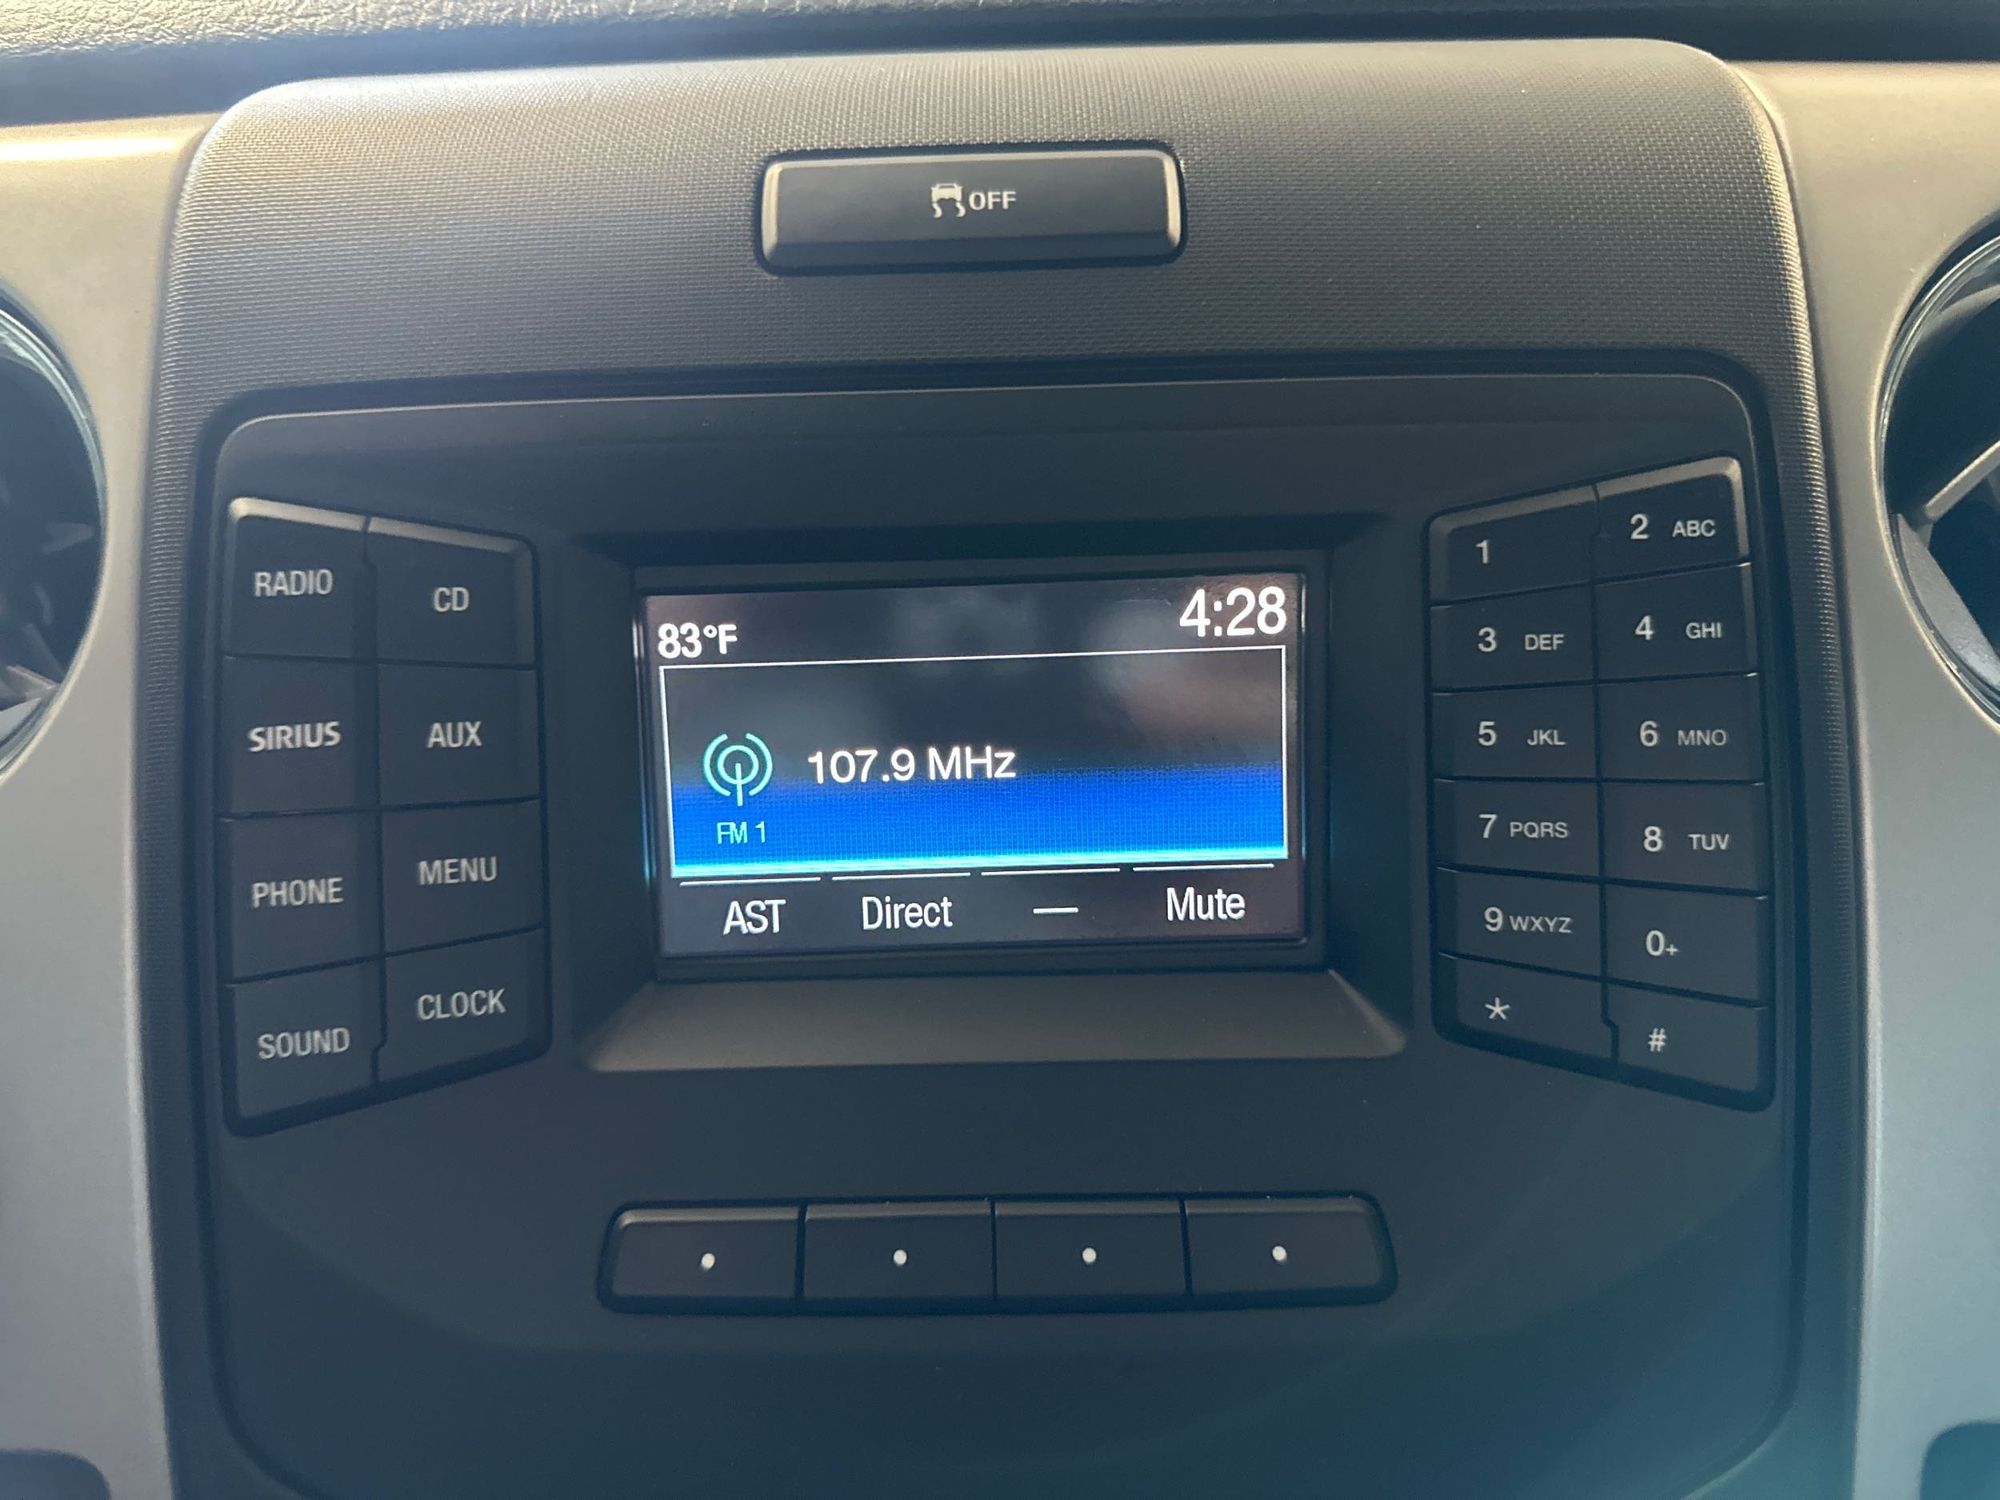 OFF
RADIO
CD
SIRIUS
AUX
PHONE
MENU
SOUND
CLOCK
83°F
4:28
107.9 MHz
FM 1
AST Direct — Mute
1
2 ABC
3 DEF
4 GHI
5 JKL
6 MNO
7 PQRS
8 TUV
9 WXYZ
0+
*
#